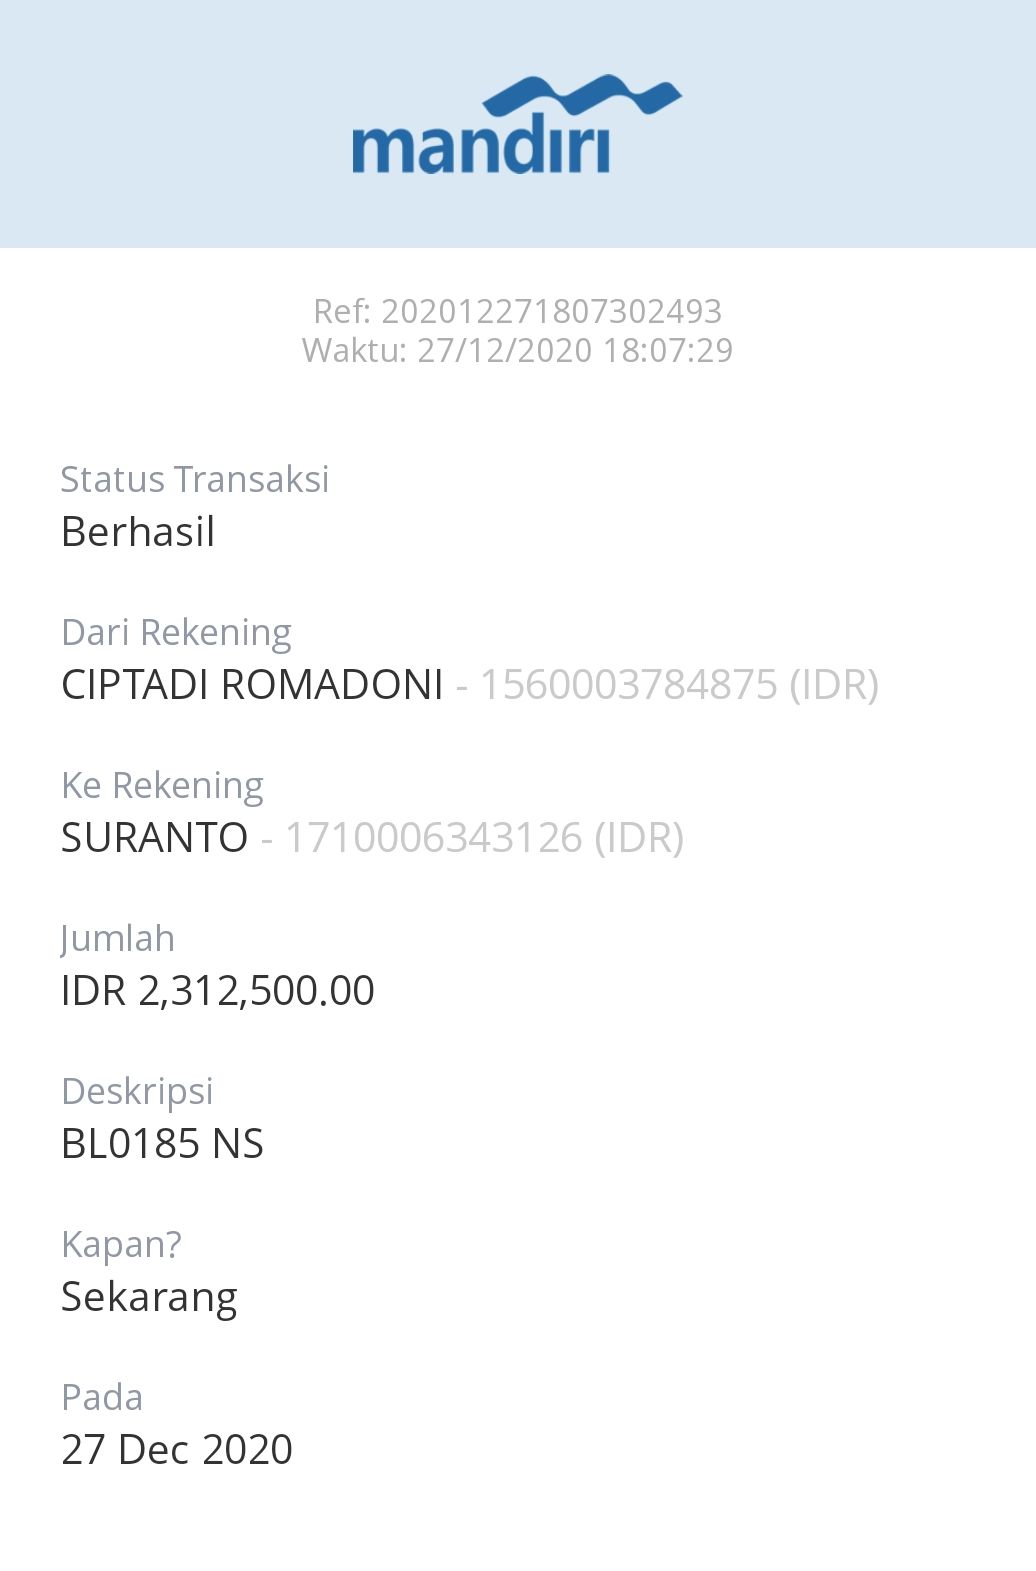 mandiri
Ref: 202012271807302493
Waktu: 27/12/2020 18:07:29
Status Transaksi
Berhasil
Dari Rekening
CIPTADI ROMADONI - 1560003784875 (IDR)
Ke Rekening
SURANTO - 1710006343126 (IDR)
Jumlah
IDR 2,312,500.00
Deskripsi
BL0185 NS
Kapan?
Sekarang
Pada
27 Dec 2020